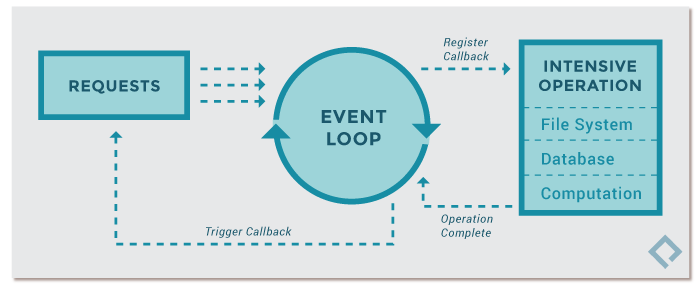 REQUESTS
EVENT
LOOP
Register
Callback
INTENSIVE
OPERATION
File System
Database
Computation
Operation
Complete
Trigger Callback